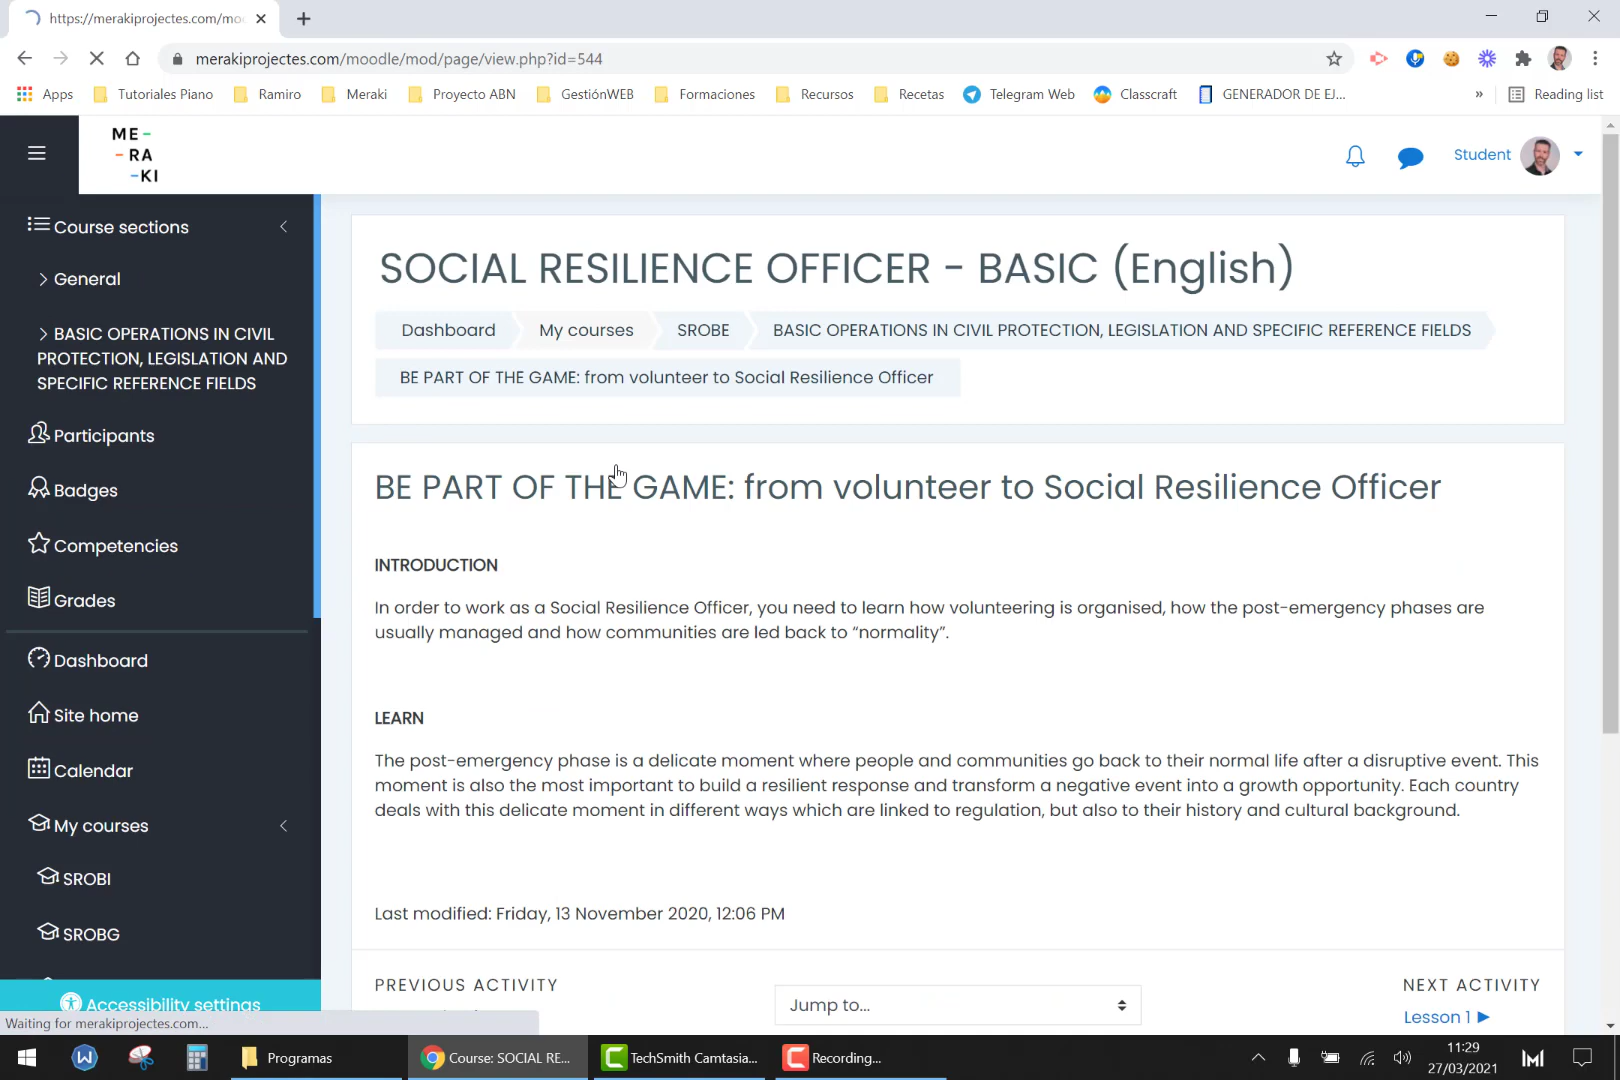 https://merakiprojectes.com/moo
merakiprojectes.com/moodle/mod/page/view.php?id=544
Apps
Tutoriales Piano
Ramiro
Meraki
Proyecto ABN
GestiónWEB
Formaciones
Recursos
Recetas
Telegram Web
Classcraft
GENERADOR DE EJ...
»
Reading list
ME-
-RA
-KI
Student
Course sections
General
BASIC OPERATIONS IN CIVIL
PROTECTION, LEGISLATION AND
SPECIFIC REFERENCE FIELDS
Participants
Badges
Competencies
Grades
Dashboard
Site home
Calendar
My courses
SROBI
SROBG
Accessibility settings
Waiting for merakiprojectes.com...
SOCIAL RESILIENCE OFFICER - BASIC (English)
Dashboard
My courses
SROBE
BASIC OPERATIONS IN CIVIL PROTECTION, LEGISLATION AND SPECIFIC REFERENCE FIELDS
BE PART OF THE GAME: from volunteer to Social Resilience Officer
BE PART OF THE GAME: from volunteer to Social Resilience Officer
INTRODUCTION
In order to work as a Social Resilience Officer, you need to learn how volunteering is organised, how the post-emergency phases are
usually managed and how communities are led back to “normality”.
LEARN
The post-emergency phase is a delicate moment where people and communities go back to their normal life after a disruptive event. This
moment is also the most important to build a resilient response and transform a negative event into a growth opportunity. Each country
deals with this delicate moment in different ways which are linked to regulation, but also to their history and cultural background.
Last modified: Friday, 13 November 2020, 12:06 PM
PREVIOUS ACTIVITY
Jump to...
NEXT ACTIVITY
Lesson 1 ▶
Programas
Course: SOCIAL RE...
TechSmith Camtasia...
Recording...
11:29
27/03/2021